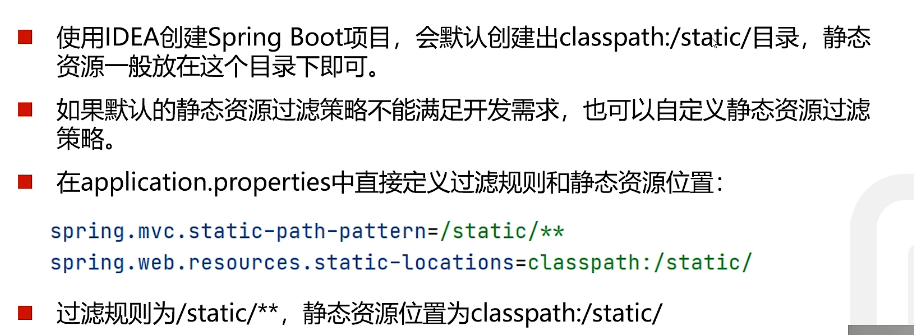 使用IDEA创建Spring Boot项目，会默认创建出classpath:/static/目录，静态
资源一般放在这个目录下即可。
如果默认的静态资源过滤策略不能满足开发需求，也可以自定义静态资源过滤
策略。
在application.properties中直接定义过滤规则和静态资源位置：
spring.mvc.static-path-pattern=/static/**
spring.web.resources.static-locations=classpath:/static/
过滤规则为/static/**，静态资源位置为classpath:/static/